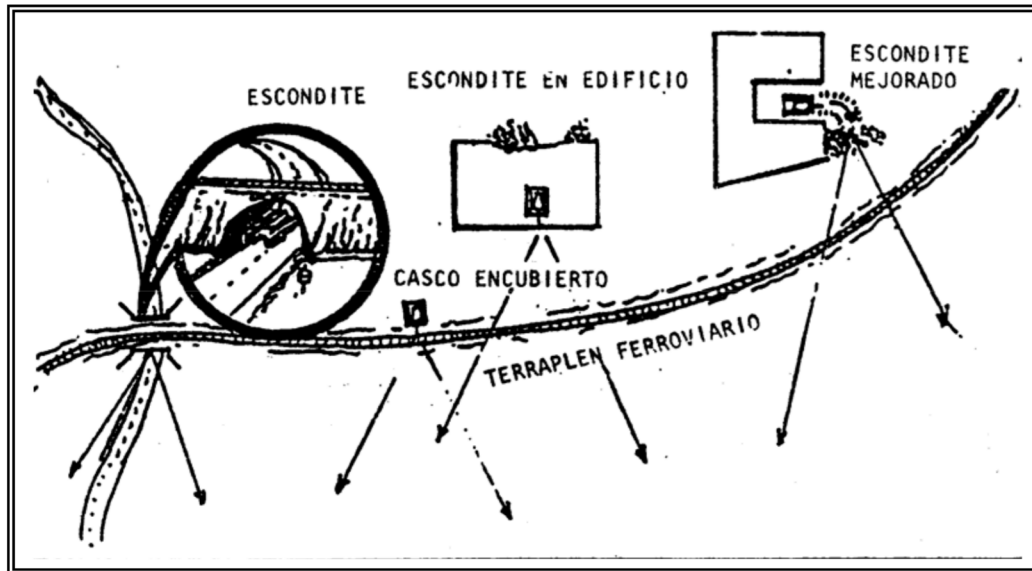 ESCONDITE
ESCONDITE EN EDIFICIO
ESCONDITE
MEJORADO
CASCO ENCUBIERTO
TERRAPLEN FERROVIARIO